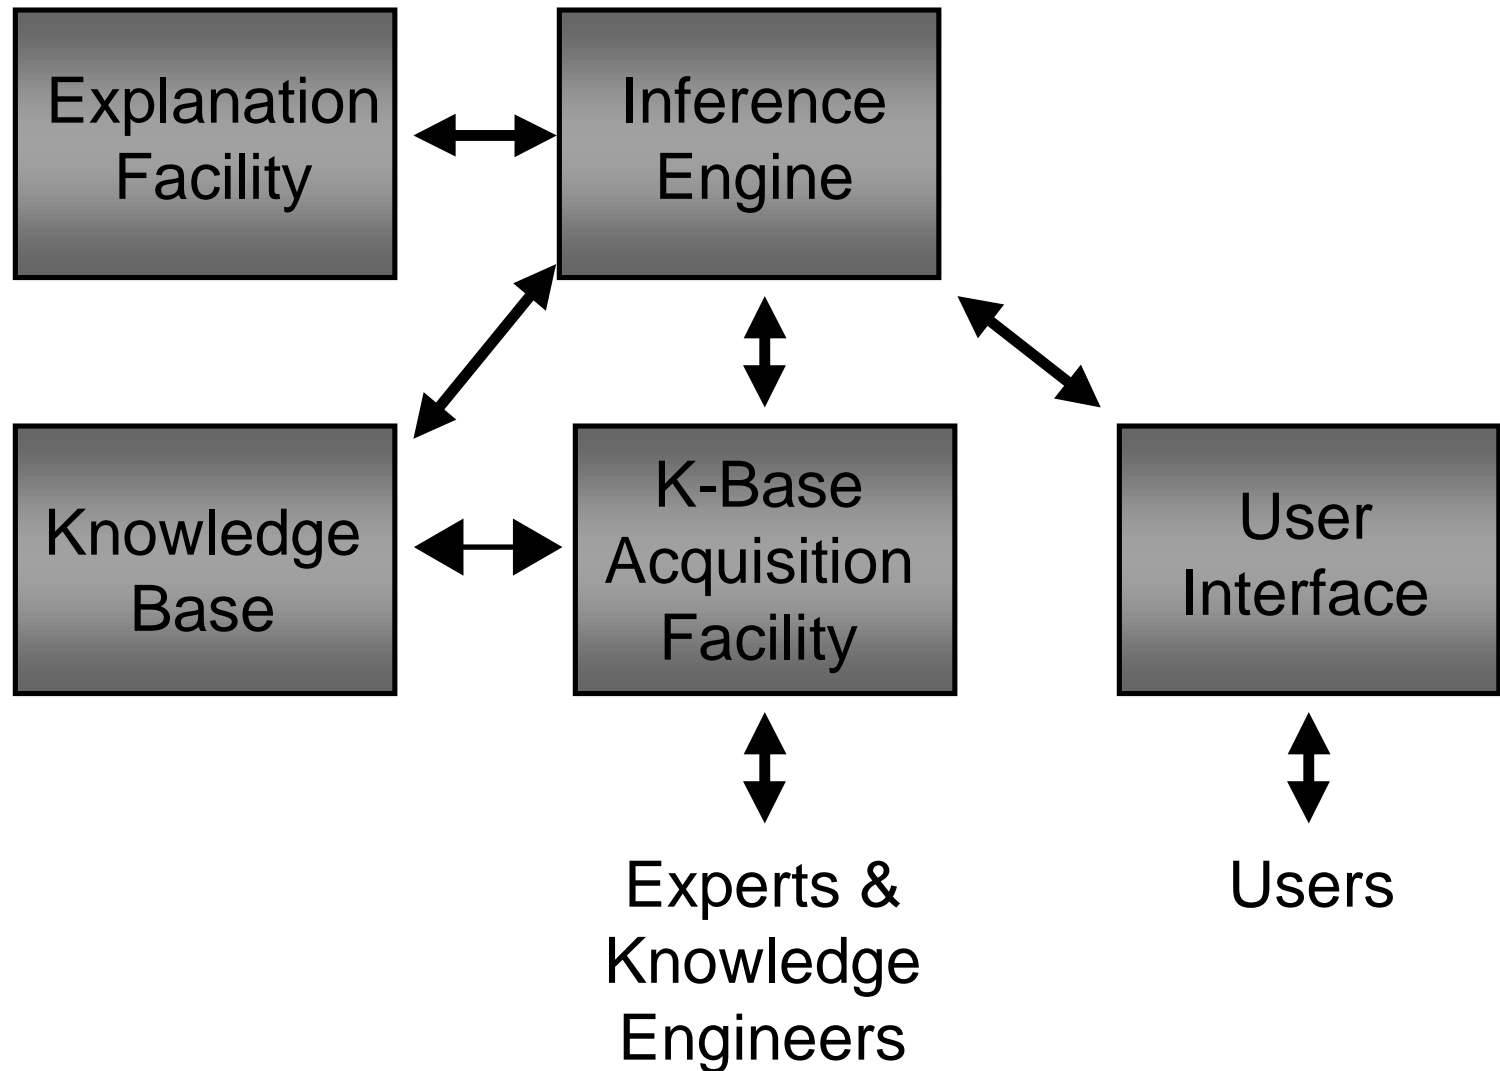 Explanation
Facility
Inference
Engine
Knowledge
Base
K-Base
Acquisition
Facility
User
Interface
Experts &
Knowledge
Engineers
Users